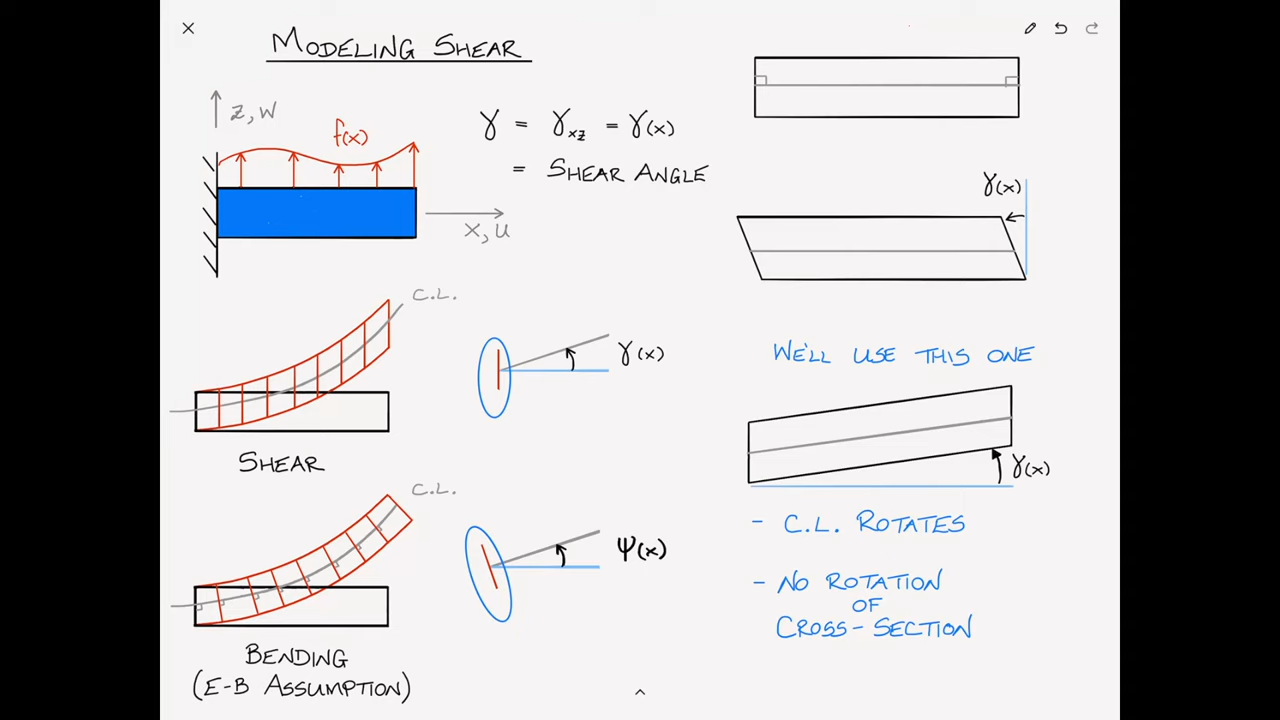 MODELING SHEAR
Z, W
f(x)
X, U
γ = γxz = γ(x)
= SHEAR ANGLE
γ(x)
C.L.
γ(x)
SHEAR
WE'LL USE THIS ONE
γ(x)
C.L.
Ψ(x)
BENDING
(E-B ASSUMPTION)
- C.L. ROTATES
- NO ROTATION
OF
CROSS-SECTION